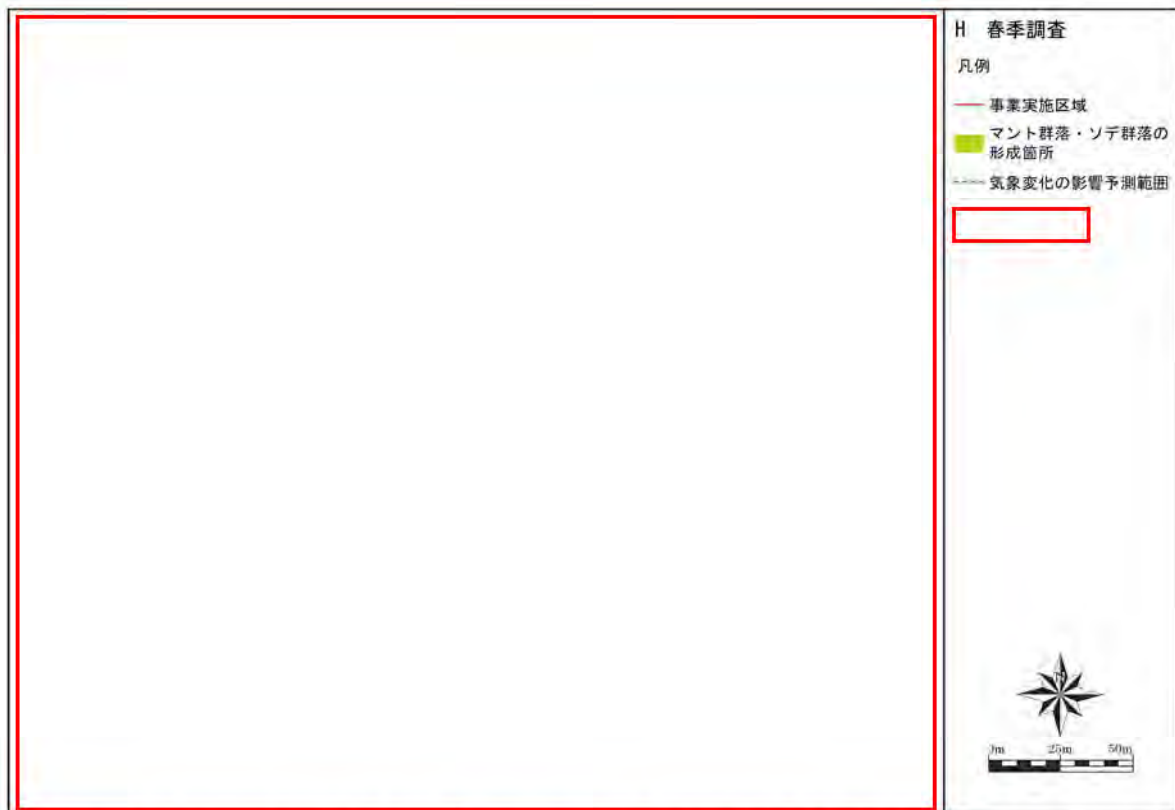 H 春季調査
凡例
事業実施区域
マント群落・ソデ群落の
形成箇所
気象変化の影響予測範囲
N
0m 25m 50m